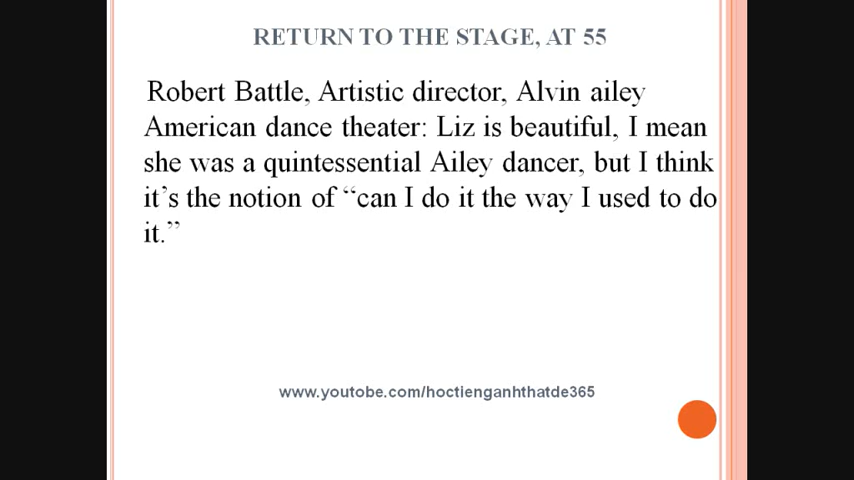 RETURN TO THE STAGE, AT 55
Robert Battle, Artistic director, Alvin ailey
American dance theater: Liz is beautiful, I mean
she was a quintessential Ailey dancer, but I think
it’s the notion of “can I do it the way I used to do
it.”
www.youtobe.com/hoctienganhthatde365